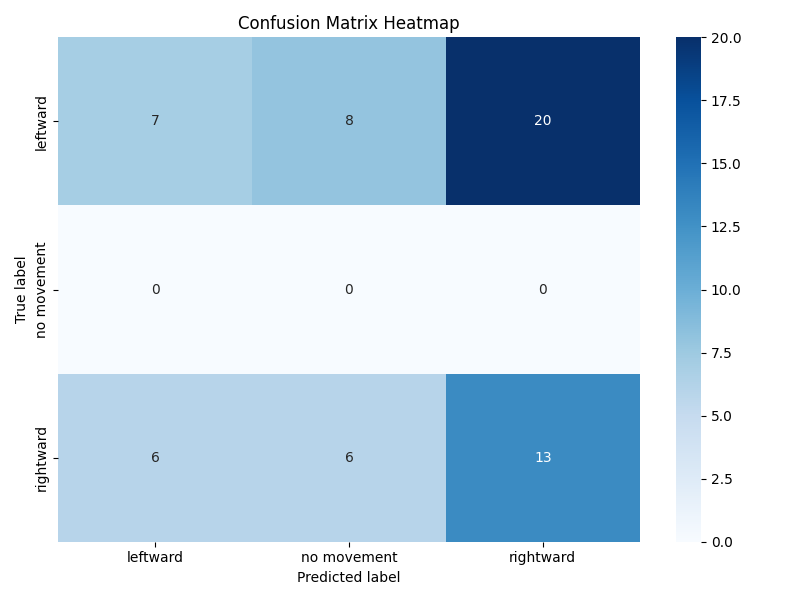 Confusion Matrix Heatmap
True label
leftward
7 8 20
no movement
0 0 0
rightward
6 6 13
leftward no movement rightward
Predicted label
20.0
17.5
15.0
12.5
10.0
7.5
5.0
2.5
0.0